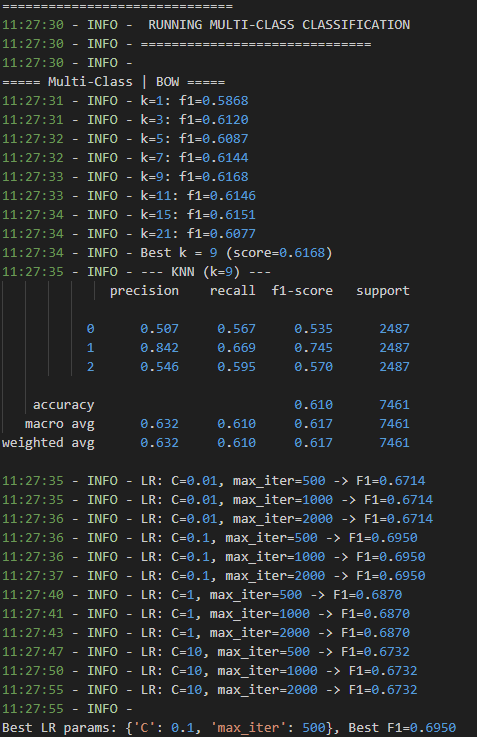 ==============================
11:27:30 - INFO -  RUNNING MULTI-CLASS CLASSIFICATION
11:27:30 - INFO - ==============================
11:27:30 - INFO -
===== Multi-Class | BOW =====
11:27:31 - INFO - k=1: f1=0.5868
11:27:31 - INFO - k=3: f1=0.6120
11:27:32 - INFO - k=5: f1=0.6087
11:27:32 - INFO - k=7: f1=0.6144
11:27:33 - INFO - k=9: f1=0.6168
11:27:33 - INFO - k=11: f1=0.6146
11:27:34 - INFO - k=15: f1=0.6151
11:27:34 - INFO - k=21: f1=0.6077
11:27:34 - INFO - Best k = 9 (score=0.6168)
11:27:35 - INFO - --- KNN (k=9) ---
precision recall f1-score support
0 0.507 0.567 0.535 2487
1 0.842 0.669 0.745 2487
2 0.546 0.595 0.570 2487
accuracy 0.610 7461
macro avg 0.632 0.610 0.617 7461
weighted avg 0.632 0.610 0.617 7461
11:27:35 - INFO - LR: C=0.01, max_iter=500 -> F1=0.6714
11:27:35 - INFO - LR: C=0.01, max_iter=1000 -> F1=0.6714
11:27:36 - INFO - LR: C=0.01, max_iter=2000 -> F1=0.6714
11:27:36 - INFO - LR: C=0.1, max_iter=500 -> F1=0.6950
11:27:36 - INFO - LR: C=0.1, max_iter=1000 -> F1=0.6950
11:27:37 - INFO - LR: C=0.1, max_iter=2000 -> F1=0.6950
11:27:40 - INFO - LR: C=1, max_iter=500 -> F1=0.6870
11:27:41 - INFO - LR: C=1, max_iter=1000 -> F1=0.6870
11:27:43 - INFO - LR: C=1, max_iter=2000 -> F1=0.6870
11:27:47 - INFO - LR: C=10, max_iter=500 -> F1=0.6732
11:27:50 - INFO - LR: C=10, max_iter=1000 -> F1=0.6732
11:27:55 - INFO - LR: C=10, max_iter=2000 -> F1=0.6732
11:27:55 - INFO -
Best LR params: {'C': 0.1, 'max_iter': 500}, Best F1=0.6950